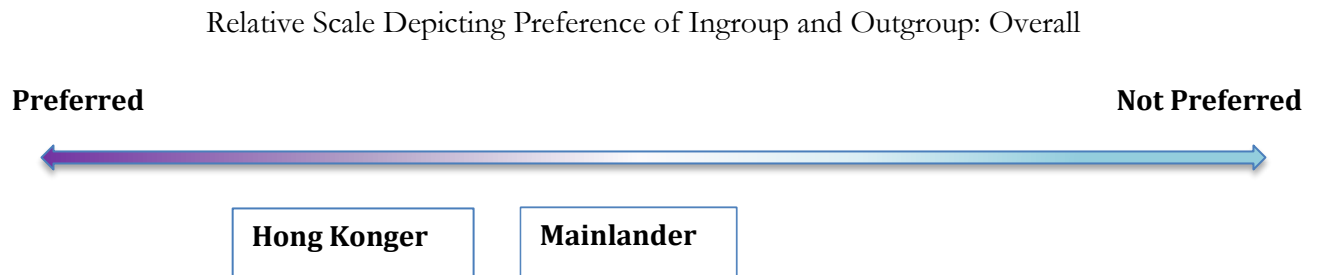 Relative Scale Depicting Preference of Ingroup and Outgroup: Overall
Preferred Not Preferred
Hong Konger Mainlander